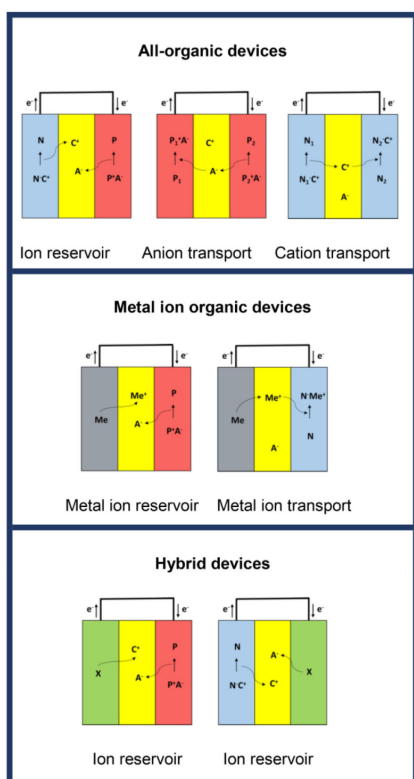 All-organic devices
e⁻ e⁻ e⁻ e⁻ e⁻ e⁻
N C⁺ P P₁⁺A⁻ C⁺ P₂ N₁ N₂⁻C⁺
N⁻C⁺ A⁻ P⁺A⁻ P₁ A⁻ P₂⁺A⁻ N₁⁻C⁺ C⁺ N₂
A⁻
Ion reservoir Anion transport Cation transport
Metal ion organic devices
e⁻ e⁻ e⁻ e⁻
Me⁺ P Me⁺ N⁻Me⁺
Me A⁻ P⁺A⁻ Me A⁻ N
Metal ion reservoir Metal ion transport
Hybrid devices
e⁻ e⁻ e⁻ e⁻
C⁺ P N A⁻
X A⁻ P⁺A⁻ N⁻C⁺ C⁺ X
Ion reservoir Ion reservoir